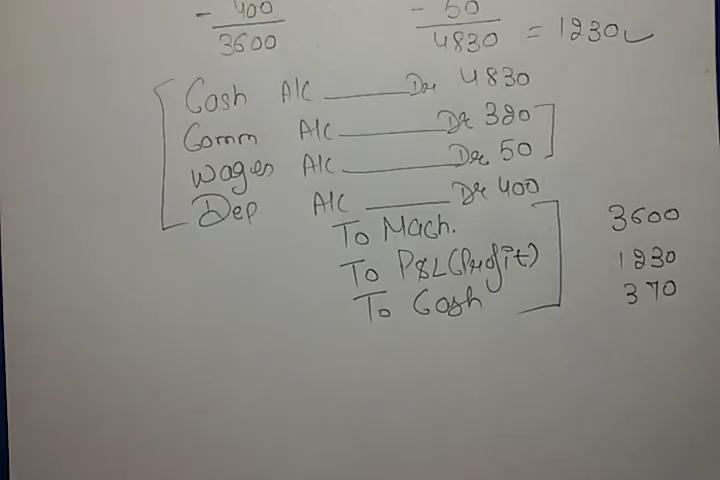 - 400 - 50
3600 4830 = 1230
Cash A/C Dr 4830
Comm A/C Dr 320
Wages A/C Dr 50
Dep A/C Dr 400
To Mach. 3600
To P&L (Profit) 1230
To Cash 370